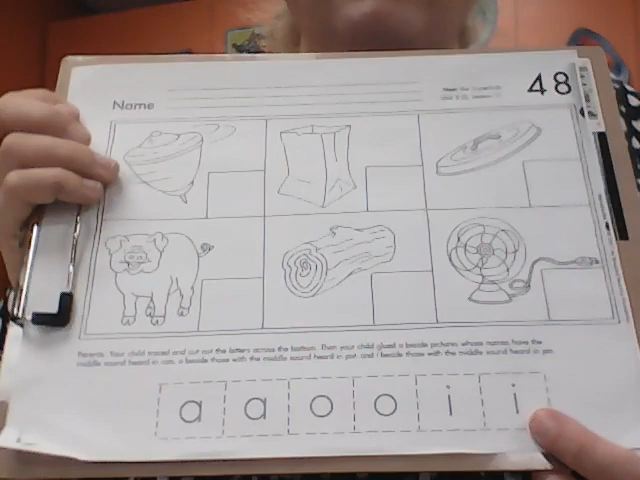 Name
48
Parents: Your child traced and cut out the letters across the bottom. Then your child glued a beside pictures whose names have the
middle sound heard in can, o beside those with the middle sound heard in pot, and i beside those with the middle sound heard in pin.
a a o o i i